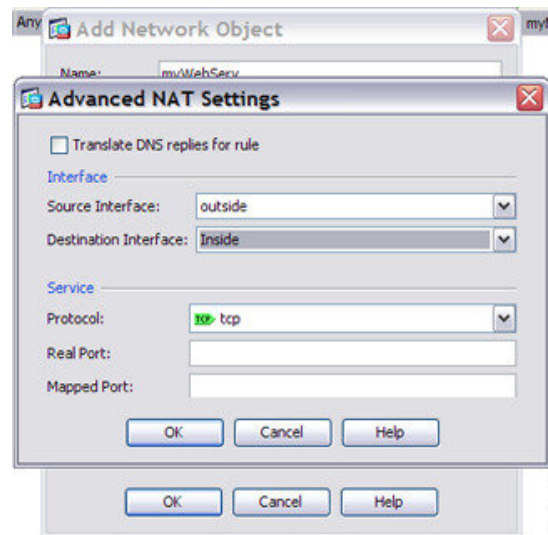 Any
Add Network Object
Name: myWebServ
Advanced NAT Settings
Translate DNS replies for rule
Interface
Source Interface: outside
Destination Interface: Inside
Service
Protocol: TCP tcp
Real Port:
Mapped Port:
OK Cancel Help
OK Cancel Help